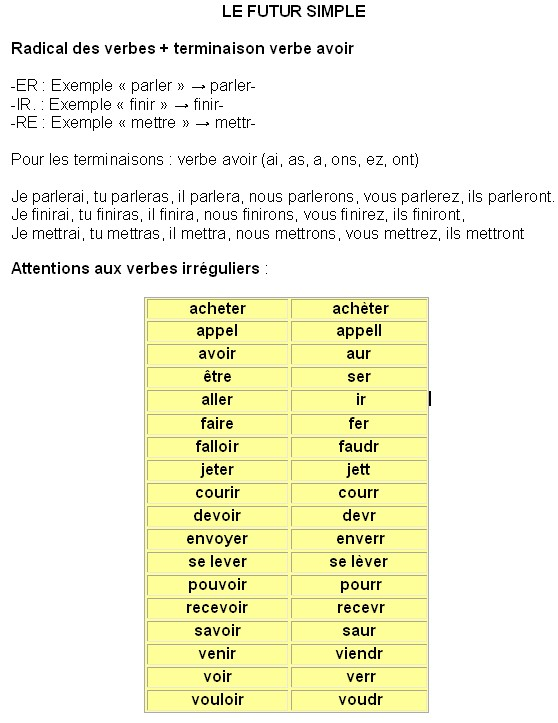 LE FUTUR SIMPLE
Radical des verbes + terminaison verbe avoir
-ER : Exemple « parler » → parler-
-IR. : Exemple « finir » → finir-
-RE : Exemple « mettre » → mettr-
Pour les terminaisons : verbe avoir (ai, as, a, ons, ez, ont)
Je parlerai, tu parleras, il parlera, nous parlerons, vous parlerez, ils parleront.
Je finirai, tu finiras, il finira, nous finirons, vous finirez, ils finiront,
Je mettrai, tu mettras, il mettra, nous mettrons, vous mettrez, ils mettront
Attentions aux verbes irréguliers :
acheter achèter
appel appell
avoir aur
être ser
aller ir
faire fer
falloir faudr
jeter jett
courir courr
devoir devr
envoyer enverr
se lever se lèver
pouvoir pourr
recevoir recevr
savoir saur
venir viendr
voir verr
vouloir voudr